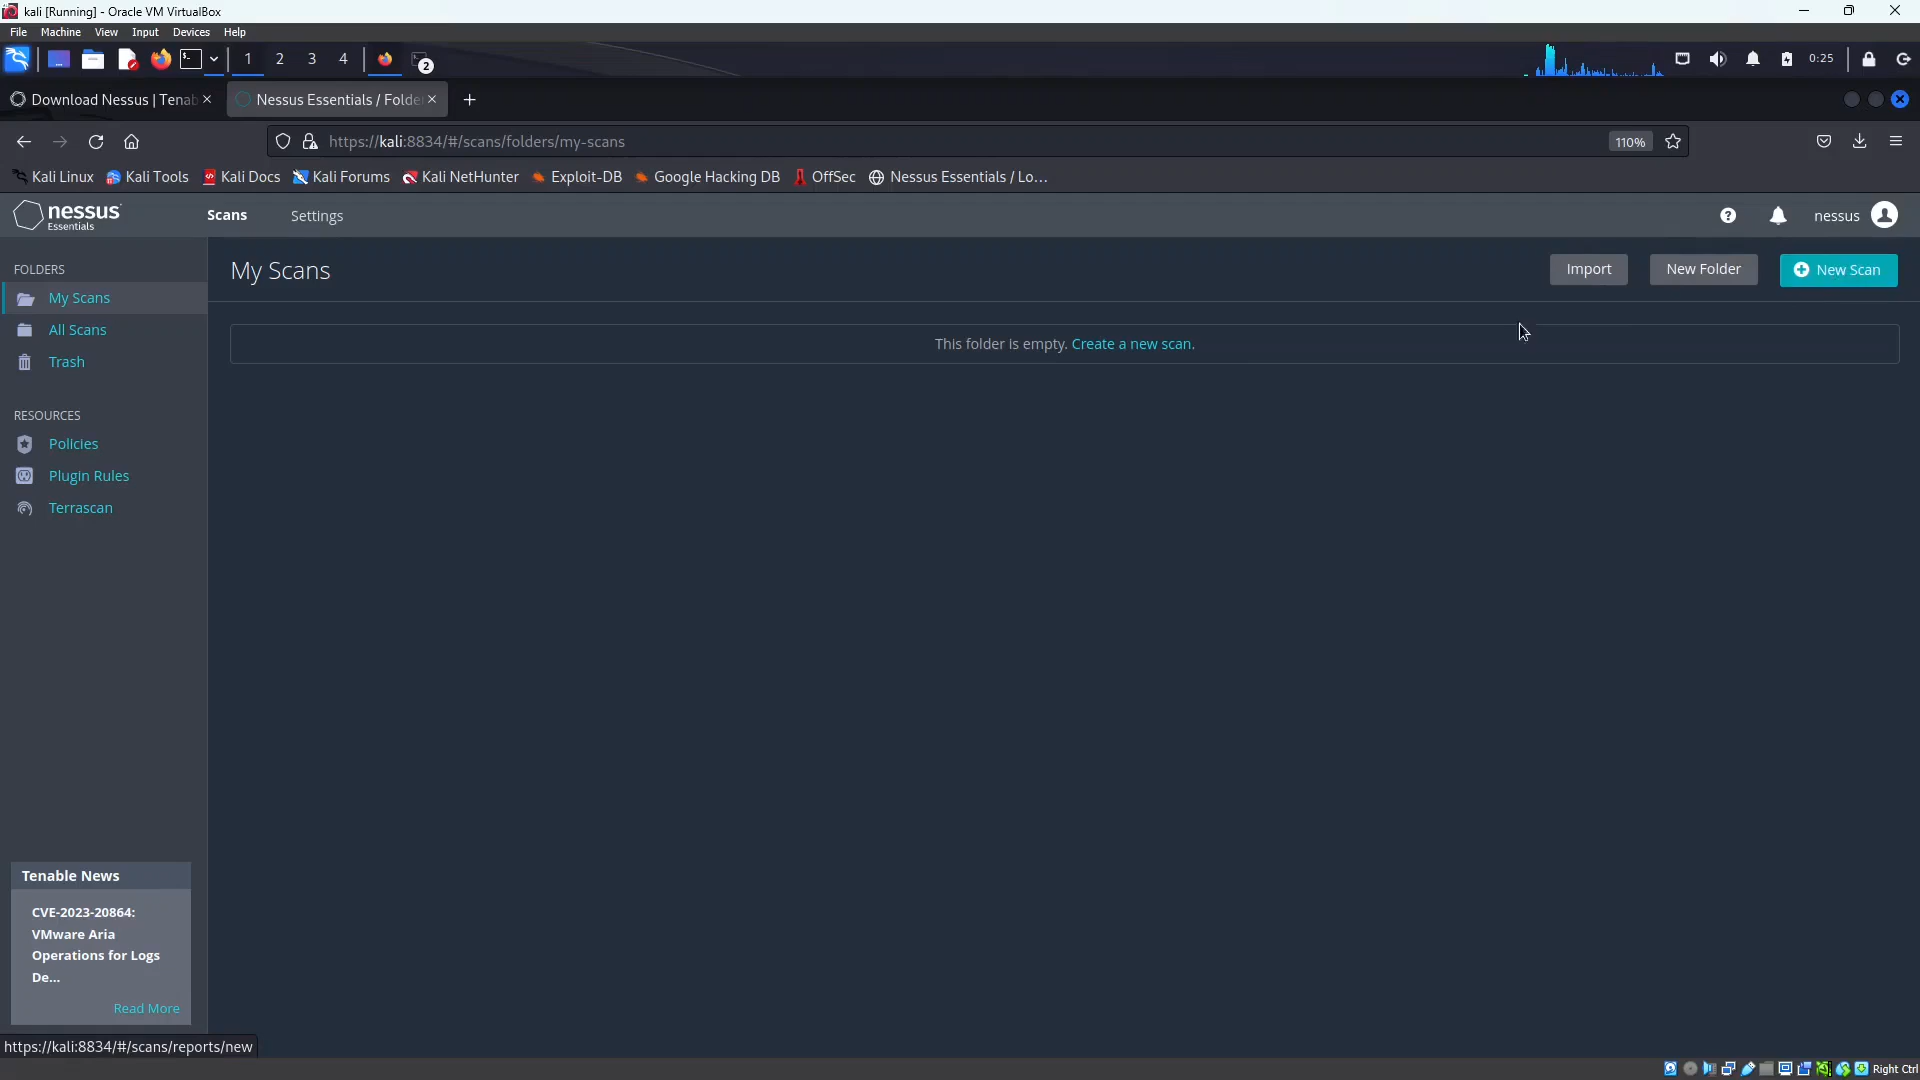 kali [Running] - Oracle VM VirtualBox
File Machine View Input Devices Help
1 2 3 4 2 0:25
Download Nessus | Tenab Nessus Essentials / Folde
https://kali:8834/#/scans/folders/my-scans 110%
Kali Linux Kali Tools Kali Docs Kali Forums Kali NetHunter Exploit-DB Google Hacking DB OffSec Nessus Essentials / Lo...
nessus Essentials Scans Settings nessus
FOLDERS
My Scans
All Scans
Trash
RESOURCES
Policies
Plugin Rules
Terrascan
My Scans Import New Folder New Scan
This folder is empty. Create a new scan.
Tenable News
CVE-2023-20864:
VMware Aria
Operations for Logs
De...
Read More
https://kali:8834/#/scans/reports/new
Right Ctrl